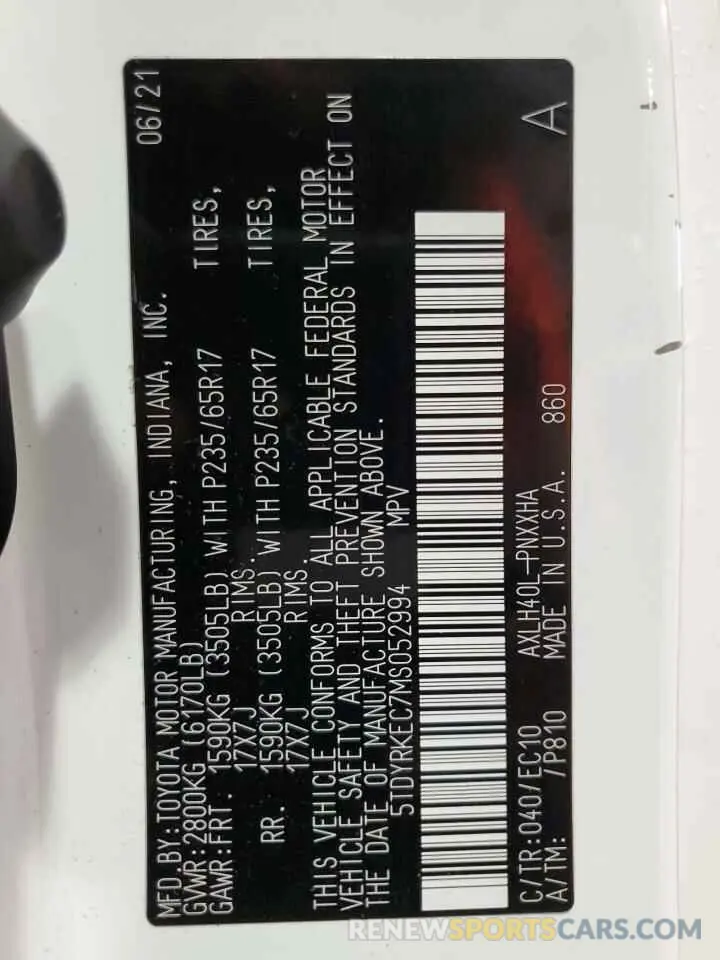 MFD.BY:TOYOTA MOTOR MANUFACTURING, INDIANA, INC. 06/21
GVWR:2800KG (6170LB)
GAWR:FRT. 1590KG (3505LB) WITH P235/65R17 TIRES,
17X7J RIMS.
RR. 1590KG (3505LB) WITH P235/65R17 TIRES,
17X7J RIMS.
THIS VEHICLE CONFORMS TO ALL APPLICABLE FEDERAL MOTOR
VEHICLE SAFETY AND THEFT PREVENTION STANDARDS IN EFFECT ON
THE DATE OF MANUFACTURE SHOWN ABOVE.
5TDYRKEC7MS052994 MPV
C/TR:040/EC10 AXLH40L-PNXXHA A
A/TM: /P810 MADE IN U.S.A. 860
RENEWSPORTSCARS.COM